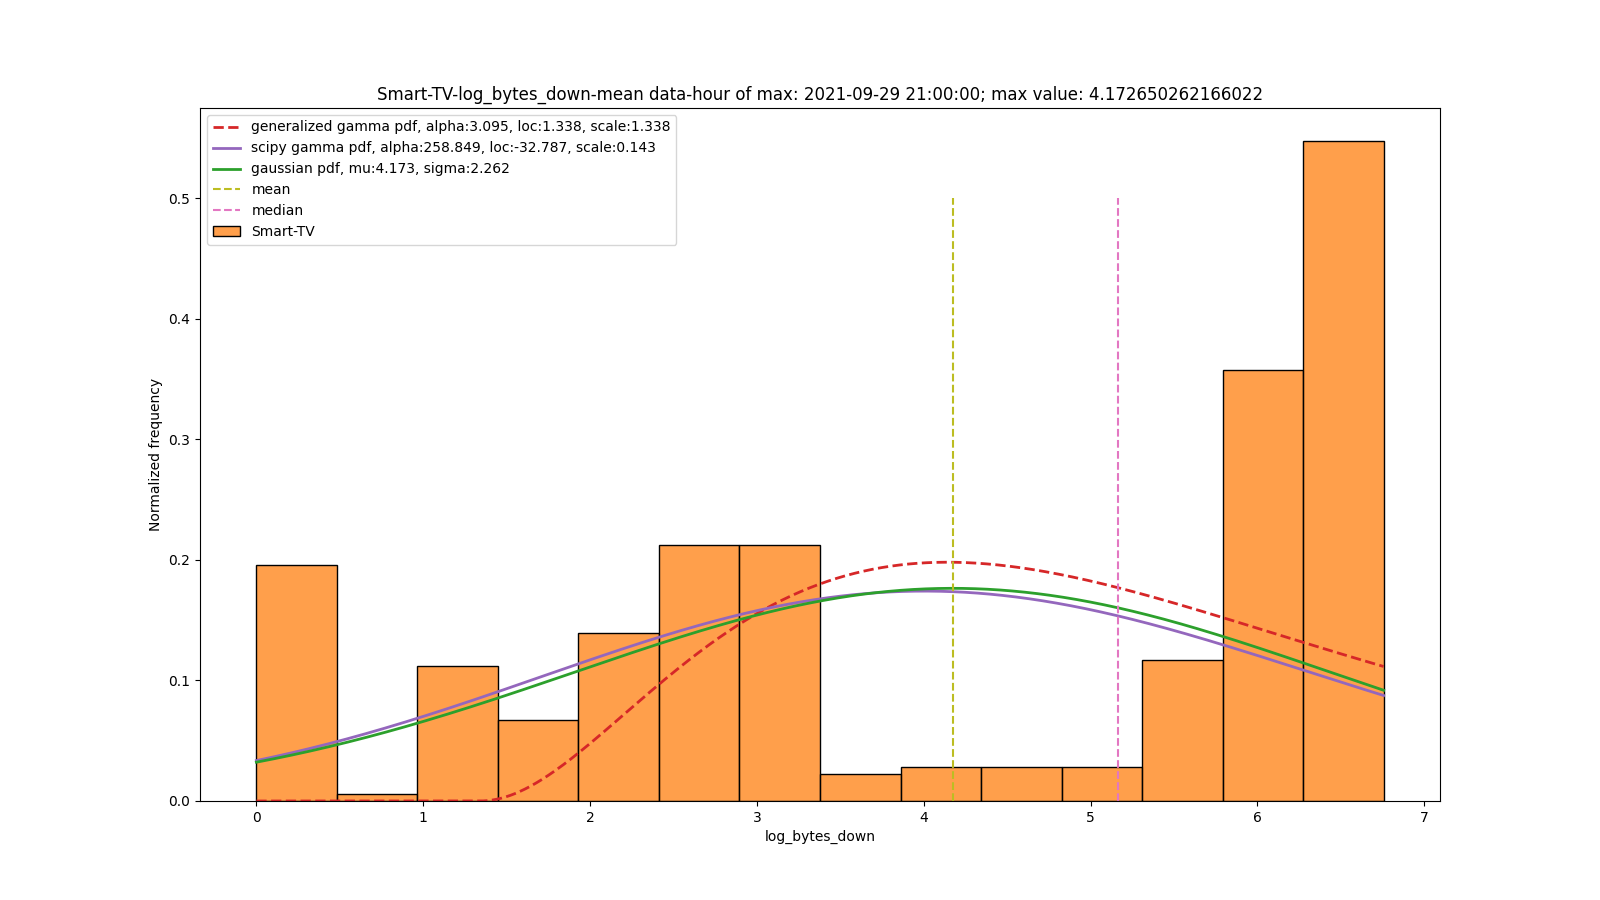 Smart-TV-log_bytes_down-mean data-hour of max: 2021-09-29 21:00:00; max value: 4.172650262166022
generalized gamma pdf, alpha:3.095, loc:1.338, scale:1.338
scipy gamma pdf, alpha:258.849, loc:-32.787, scale:0.143
gaussian pdf, mu:4.173, sigma:2.262
mean
median
Smart-TV
Normalized frequency
0.5
0.4
0.3
0.2
0.1
0.0
0 1 2 3 4 5 6 7
log_bytes_down